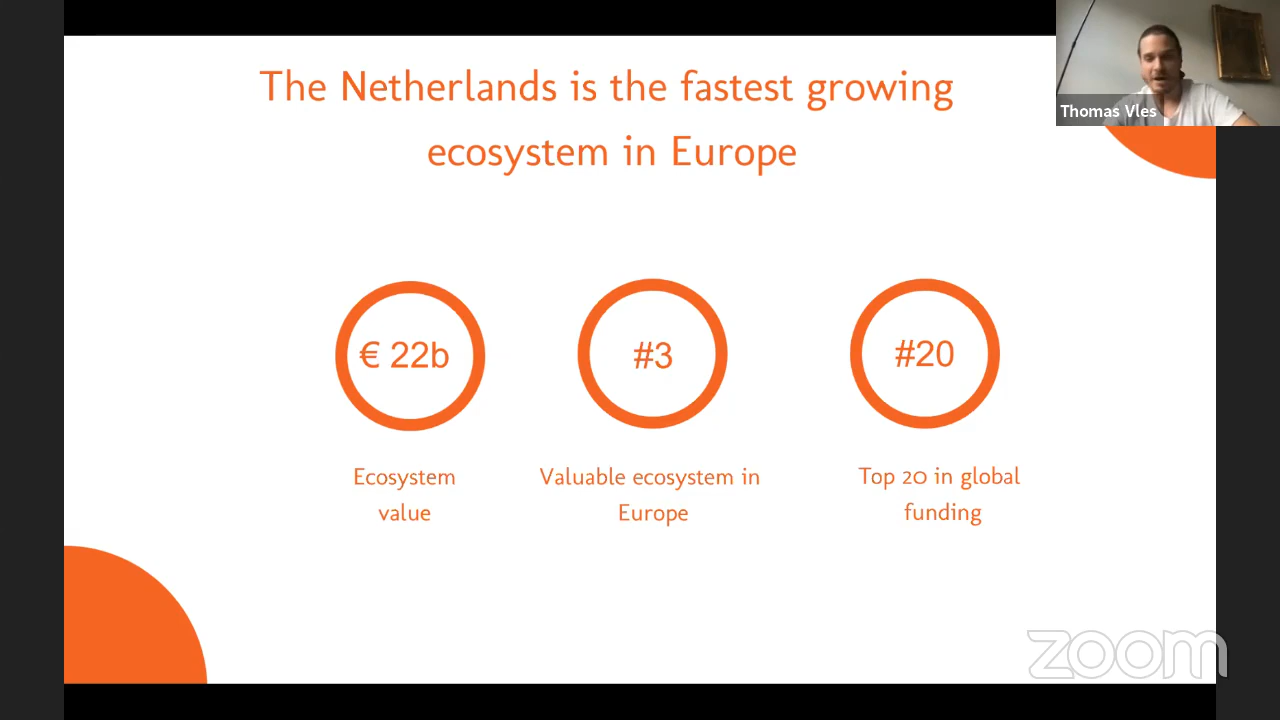 The Netherlands is the fastest growing
ecosystem in Europe
Thomas Vles
€ 22b
#3
#20
Ecosystem
value
Valuable ecosystem in
Europe
Top 20 in global
funding
zoom